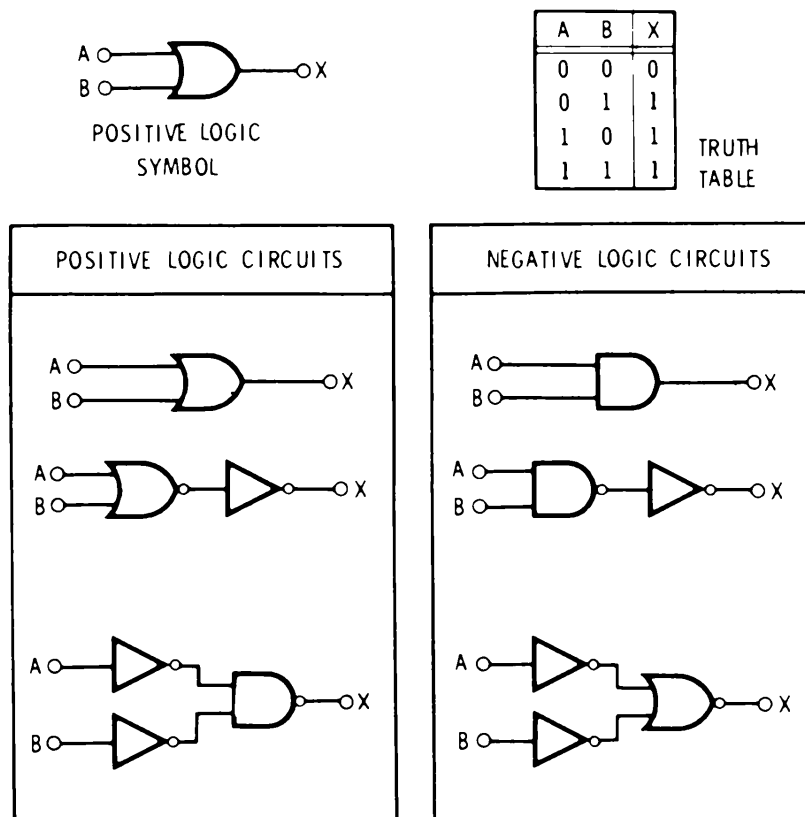 A
B
X
POSITIVE LOGIC
SYMBOL
A B X
0 0 0
0 1 1
1 0 1
1 1 1
TRUTH
TABLE
POSITIVE LOGIC CIRCUITS
A
B
X
A
B
X
A
B
X
NEGATIVE LOGIC CIRCUITS
A
B
X
A
B
X
A
B
X